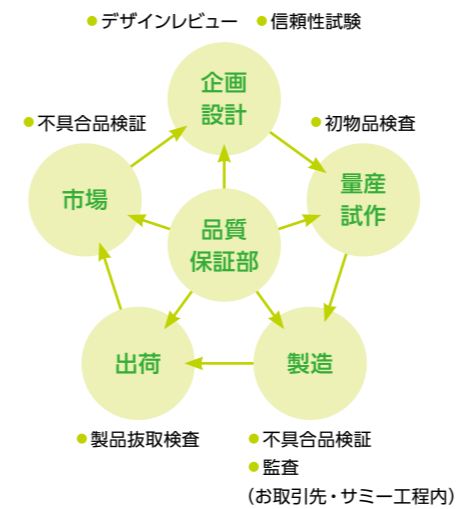 ●デザインレビュー ●信頼性試験
企画
設計
●不具合品検証
●初物品検査
市場
量産
試作
品質
保証部
出荷
製造
●製品抜取検査
●不具合品検証
●監査
（お取引先・サミー工程内）